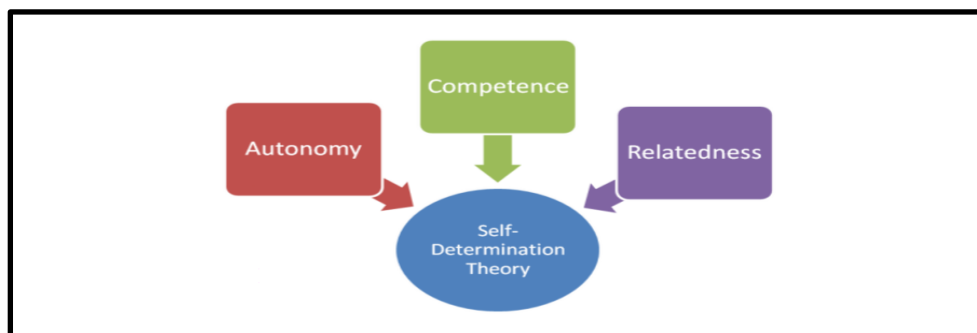 Competence
Autonomy
Relatedness
Self-
Determination
Theory